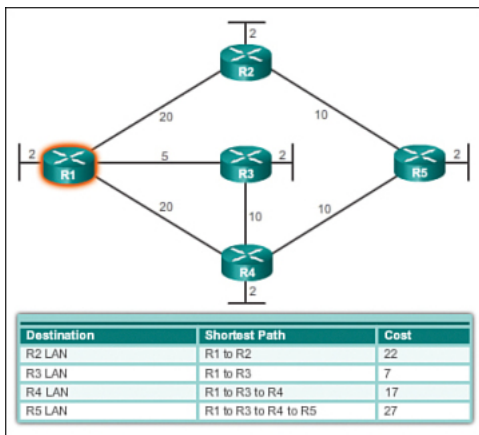 2
R2
20
10
2
R1
5
R3
2
R5
2
20
10
10
R4
2
Destination Shortest Path Cost
R2 LAN R1 to R2 22
R3 LAN R1 to R3 7
R4 LAN R1 to R3 to R4 17
R5 LAN R1 to R3 to R4 to R5 27